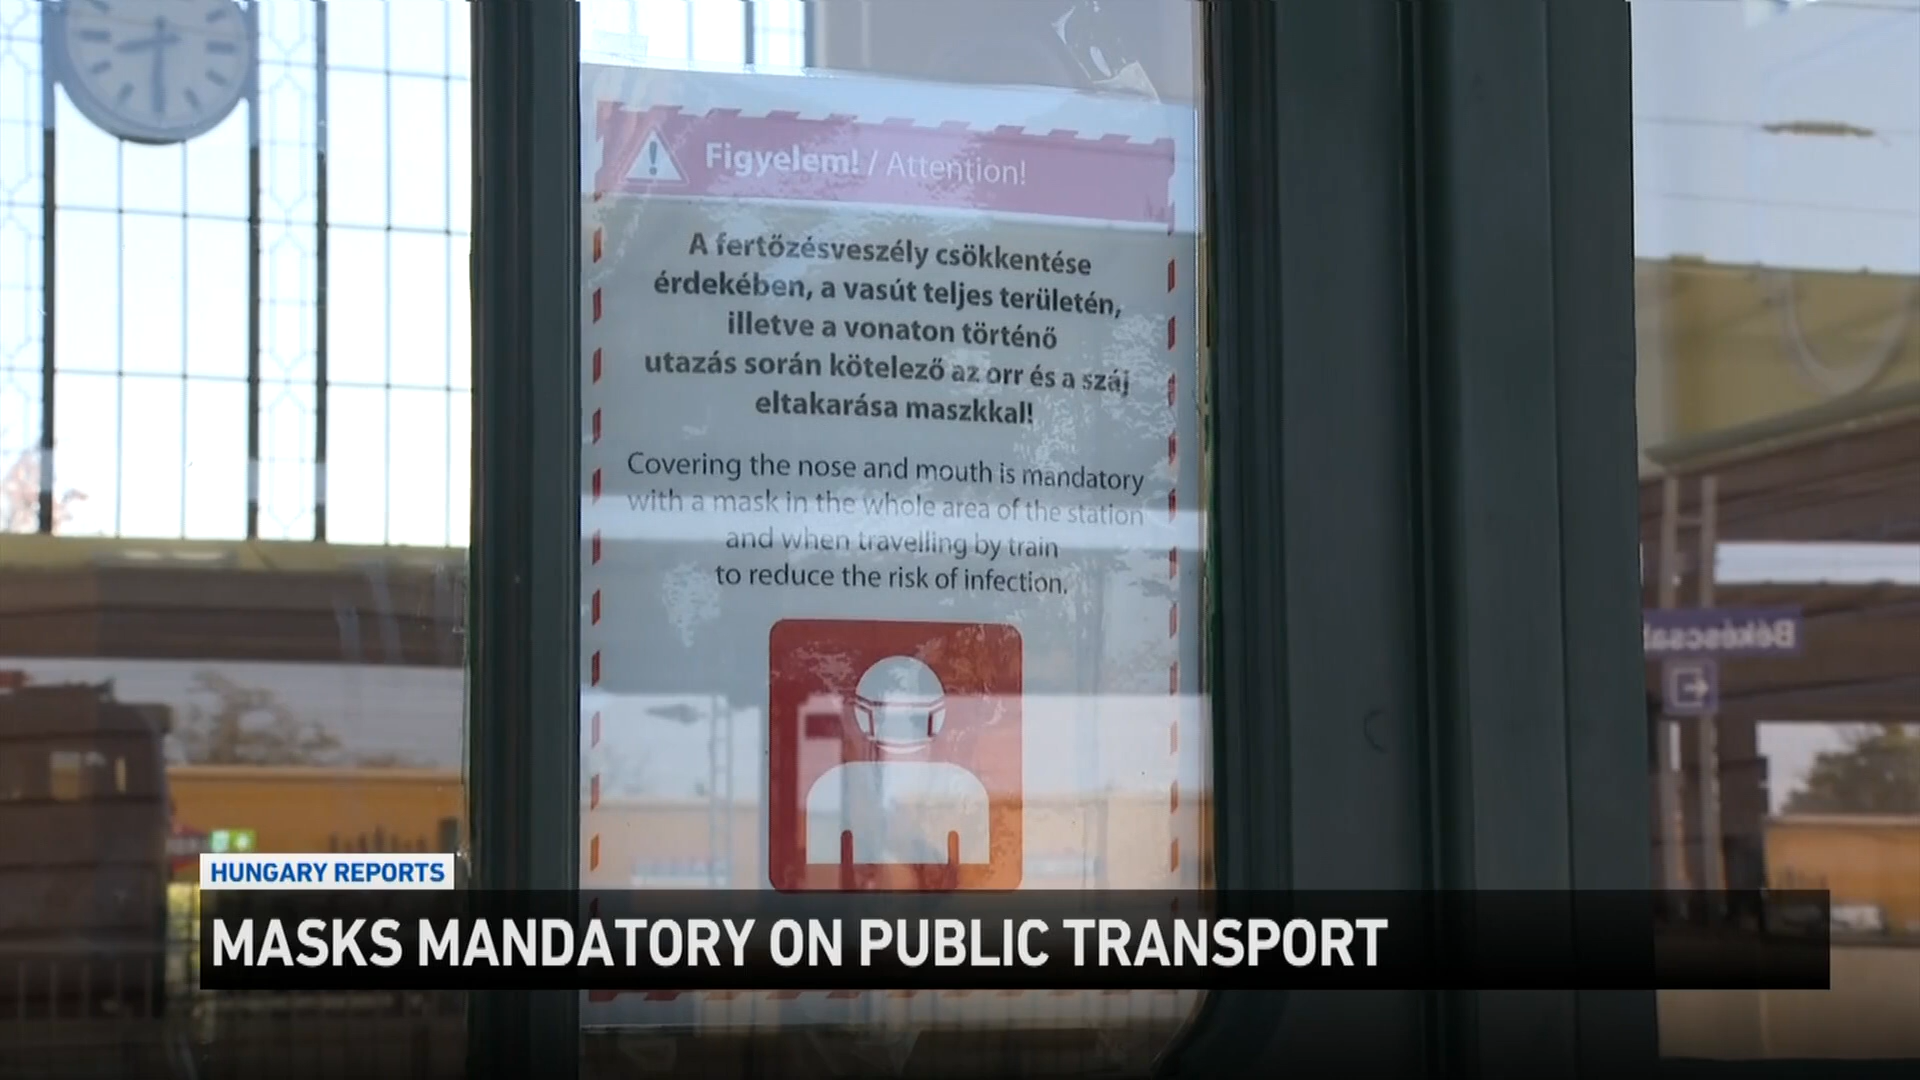 Figyelem! / Attention!
A fertőzésveszély csökkentése
érdekében, a vasút teljes területén,
illetve a vonaton történő
utazás során kötelező az orr és a száj
eltakarása maszkkal!
Covering the nose and mouth is mandatory
with a mask in the whole area of the station
and when travelling by train
to reduce the risk of infection.
HUNGARY REPORTS
MASKS MANDATORY ON PUBLIC TRANSPORT